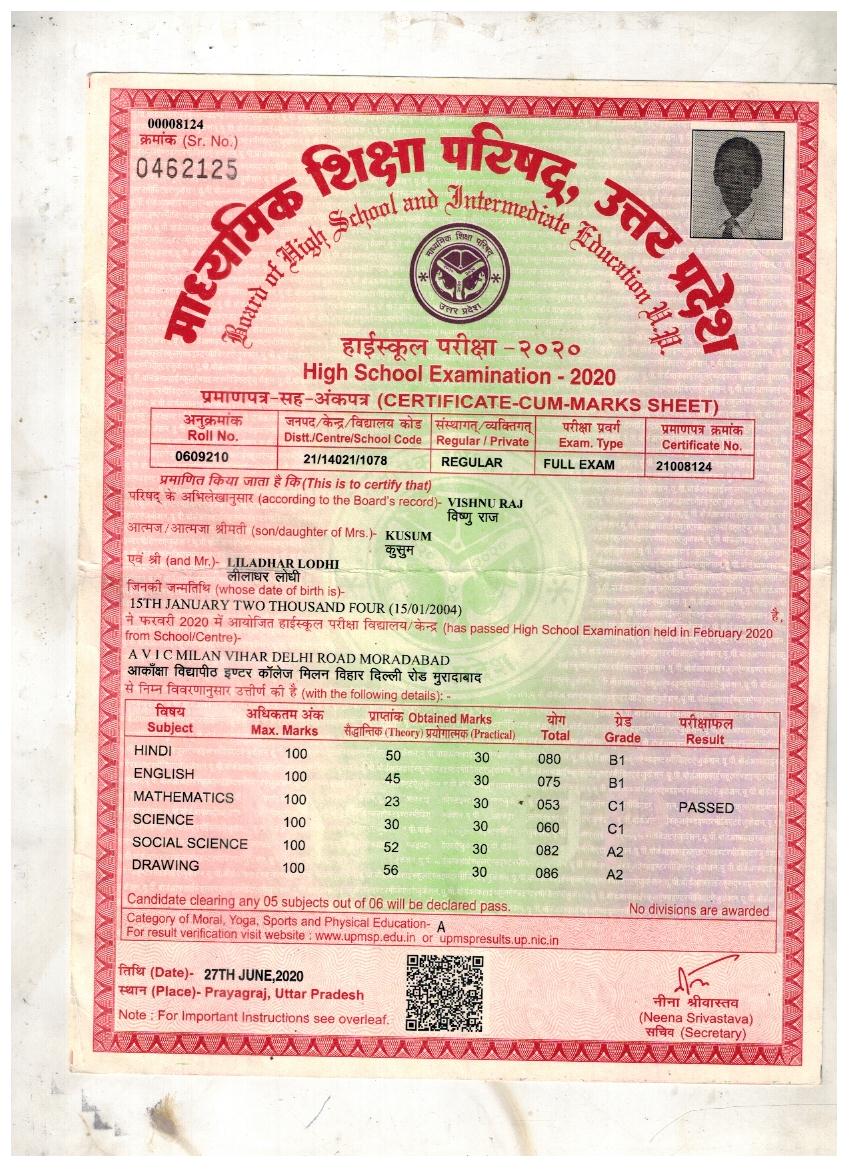 00008124
क्रमांक (Sr. No.)
0462125
माध्यमिक शिक्षा परिषद्, उत्तर प्रदेश
Board of High School and Intermediate Education U.P.
माध्यमिक शिक्षा परिषद्
उत्तर प्रदेश
हाईस्कूल परीक्षा -२०२०
High School Examination - 2020
प्रमाणपत्र-सह-अंकपत्र (CERTIFICATE-CUM-MARKS SHEET)
अनुक्रमांक जनपद/केन्द्र/विद्यालय कोड संस्थागत/व्यक्तिगत परीक्षा प्रवर्ग प्रमाणपत्र क्रमांक
Roll No. Distt./Centre/School Code Regular / Private Exam. Type Certificate No.
0609210 21/14021/1078 REGULAR FULL EXAM 21008124
प्रमाणित किया जाता है कि (This is to certify that)
परिषद् के अभिलेखानुसार (according to the Board's record)- VISHNU RAJ
विष्णु राज
आत्मज/आत्मजा श्रीमती (son/daughter of Mrs.)- KUSUM
कुसुम
एवं श्री (and Mr.)- LILADHAR LODHI
लीलाधर लोधी
जिनकी जन्मतिथि (whose date of birth is)-
15TH JANUARY TWO THOUSAND FOUR (15/01/2004) है,
ने फरवरी 2020 में आयोजित हाईस्कूल परीक्षा विद्यालय/केन्द्र (has passed High School Examination held in February 2020
from School/Centre)-
A V I C MILAN VIHAR DELHI ROAD MORADABAD
आकाँक्षा विद्यापीठ इण्टर कॉलेज मिलन विहार दिल्ली रोड मुरादाबाद
से निम्न विवरणानुसार उत्तीर्ण की है (with the following details): -
विषय अधिकतम अंक प्राप्तांक Obtained Marks योग ग्रेड परीक्षाफल
Subject Max. Marks सैद्धान्तिक (Theory) प्रयोगात्मक (Practical) Total Grade Result
HINDI 100 50 30 080 B1
ENGLISH 100 45 30 075 B1
MATHEMATICS 100 23 30 053 C1 PASSED
SCIENCE 100 30 30 060 C1
SOCIAL SCIENCE 100 52 30 082 A2
DRAWING 100 56 30 086 A2
Candidate clearing any 05 subjects out of 06 will be declared pass. No divisions are awarded
Category of Moral, Yoga, Sports and Physical Education- A
For result verification visit website : www.upmsp.edu.in or upmspresults.up.nic.in
तिथि (Date)- 27TH JUNE,2020
स्थान (Place)- Prayagraj, Uttar Pradesh
Note : For Important Instructions see overleaf.
नीना श्रीवास्तव
(Neena Srivastava)
सचिव (Secretary)